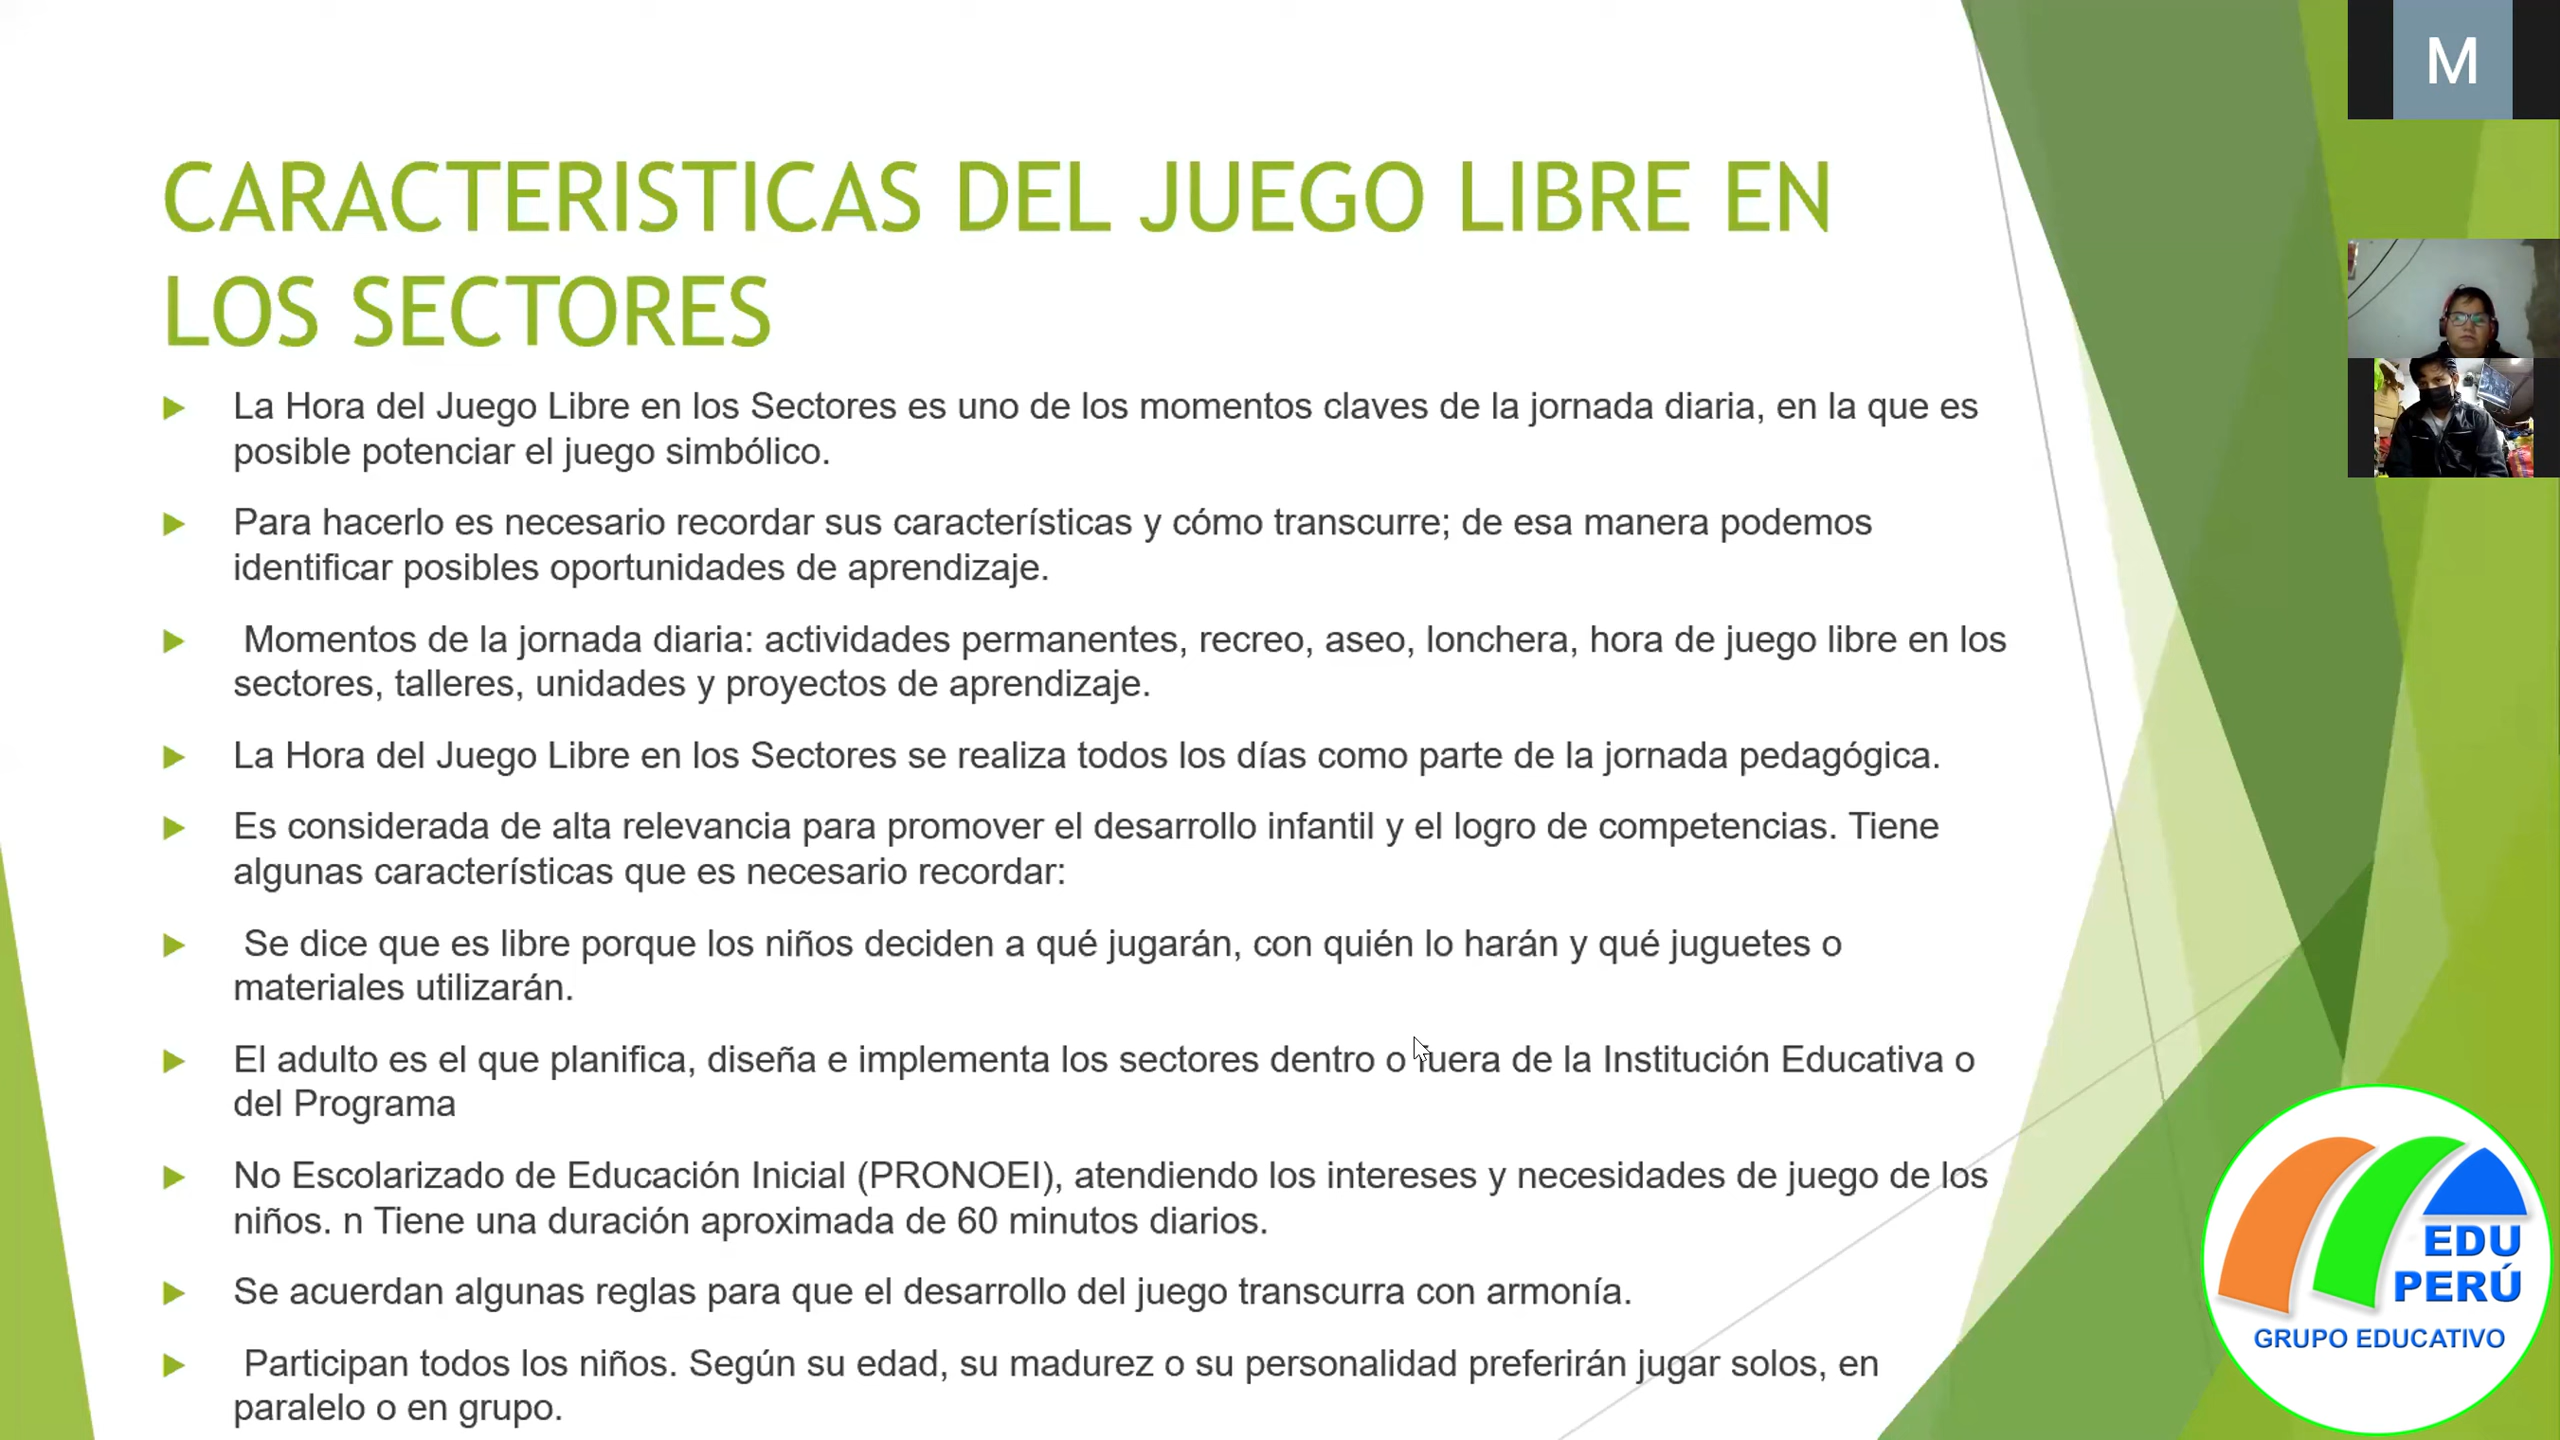 M
CARACTERISTICAS DEL JUEGO LIBRE EN
LOS SECTORES
La Hora del Juego Libre en los Sectores es uno de los momentos claves de la jornada diaria, en la que es
posible potenciar el juego simbólico.
Para hacerlo es necesario recordar sus características y cómo transcurre; de esa manera podemos
identificar posibles oportunidades de aprendizaje.
Momentos de la jornada diaria: actividades permanentes, recreo, aseo, lonchera, hora de juego libre en los
sectores, talleres, unidades y proyectos de aprendizaje.
La Hora del Juego Libre en los Sectores se realiza todos los días como parte de la jornada pedagógica.
Es considerada de alta relevancia para promover el desarrollo infantil y el logro de competencias. Tiene
algunas características que es necesario recordar:
Se dice que es libre porque los niños deciden a qué jugarán, con quién lo harán y qué juguetes o
materiales utilizarán.
El adulto es el que planifica, diseña e implementa los sectores dentro o fuera de la Institución Educativa o
del Programa
No Escolarizado de Educación Inicial (PRONOEI), atendiendo los intereses y necesidades de juego de los
niños. n Tiene una duración aproximada de 60 minutos diarios.
Se acuerdan algunas reglas para que el desarrollo del juego transcurra con armonía.
Participan todos los niños. Según su edad, su madurez o su personalidad preferirán jugar solos, en
paralelo o en grupo.
EDU
PERÚ
GRUPO EDUCATIVO